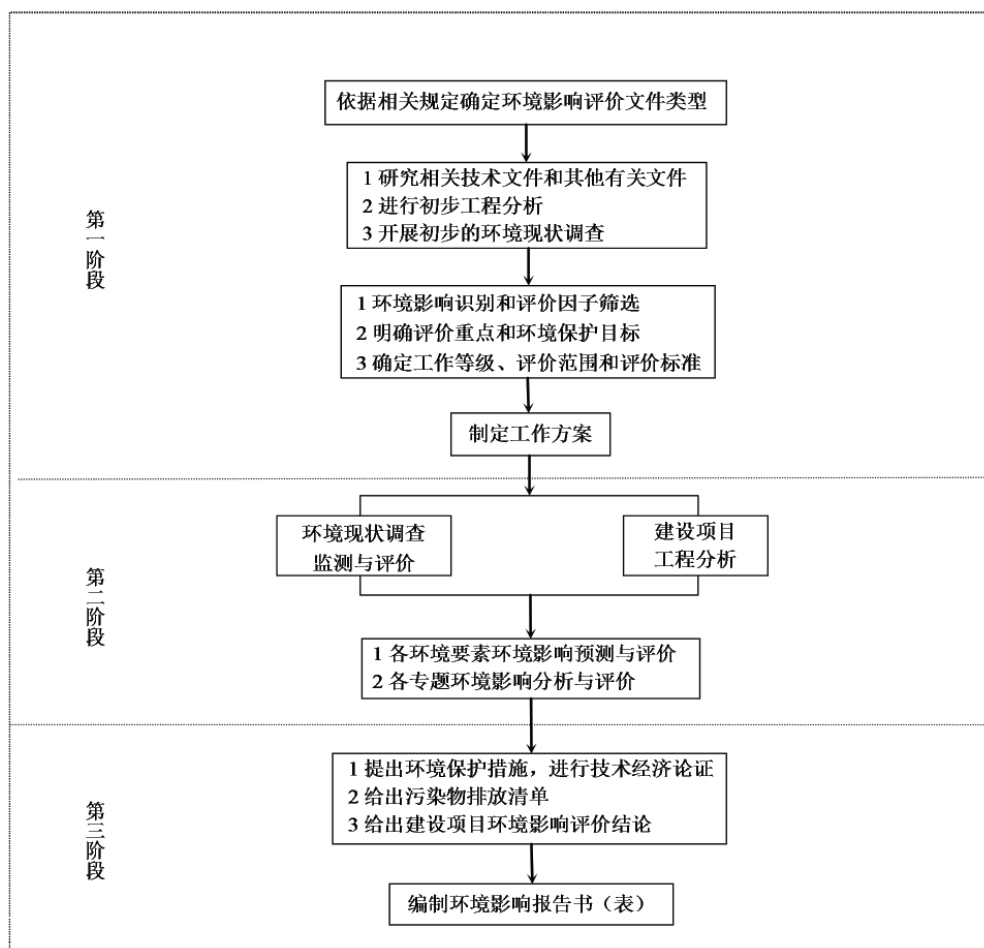 依据相关规定确定环境影响评价文件类型
1 研究相关技术文件和其他有关文件
2 进行初步工程分析
3 开展初步的环境现状调查
第一阶段
1 环境影响识别和评价因子筛选
2 明确评价重点和环境保护目标
3 确定工作等级、评价范围和评价标准
制定工作方案
环境现状调查
监测与评价
建设项目
工程分析
第二阶段
1 各环境要素环境影响预测与评价
2 各专题环境影响分析与评价
1 提出环境保护措施，进行技术经济论证
2 给出污染物排放清单
3 给出建设项目环境影响评价结论
第三阶段
编制环境影响报告书（表）